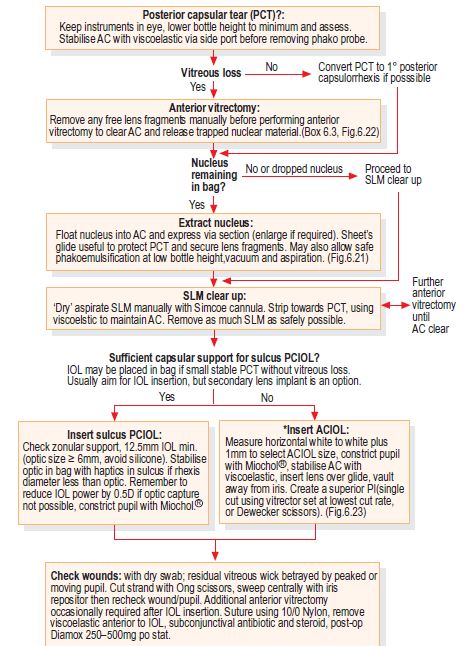 Posterior capsular tear (PCT)?:
Keep instruments in eye, lower bottle height to minimum and assess.
Stabilise AC with viscoelastic via side port before removing phako probe.
Vitreous loss
No
Convert PCT to 1° posterior
capsulorrhexis if posssible
Yes
Anterior vitrectomy:
Remove any free lens fragments manually before performing anterior
vitrectomy to clear AC and release trapped nuclear material.(Box 6.3, Fig.6.22)
Nucleus
remaining
in bag?
No or dropped nucleus
Proceed to
SLM clear up
Yes
Extract nucleus:
Float nucleus into AC and express via section (enlarge if required). Sheet's
glide useful to protect PCT and secure lens fragments. May also allow safe
phakoemulsification at low bottle height,vacuum and aspiration. (Fig.6.21)
SLM clear up:
'Dry' aspirate SLM manually with Simcoe cannula. Strip towards PCT, using
viscoelstic to maintain AC. Remove as much SLM as safely possible.
Further
anterior
vitrectomy
until
AC clear
Sufficient capsular support for sulcus PCIOL?
IOL may be placed in bag if small stable PCT without vitreous loss.
Usually aim for IOL insertion, but secondary lens implant is an option.
Yes
No
Insert sulcus PCIOL:
Check zonular support, 12.5mm IOL min.
(optic size ≥ 6mm, avoid silicone). Stabilise
optic in bag with haptics in sulcus if rhexis
diameter less than optic. Remember to
reduce IOL power by 0.5D if optic capture
not possible, constrict pupil with Miochol.®
*Insert ACIOL:
Measure horizontal white to white plus
1mm to select ACIOL size, constrict pupil
with Miochol®, stabilise AC with
viscoelastic, insert lens over glide, vault
away from iris. Create a superior PI(single
cut using vitrector set at lowest cut rate,
or Dewecker scissors). (Fig.6.23)
Check wounds: with dry swab; residual vitreous wick betrayed by peaked or
moving pupil. Cut strand with Ong scissors, sweep centrally with iris
repositor then recheck wound/pupil. Additional anterior vitrectomy
occasionally required after IOL insertion. Suture using 10/0 Nylon, remove
viscoelastic anterior to IOL, subconjunctival antibiotic and steroid, post-op
Diamox 250–500mg po stat.